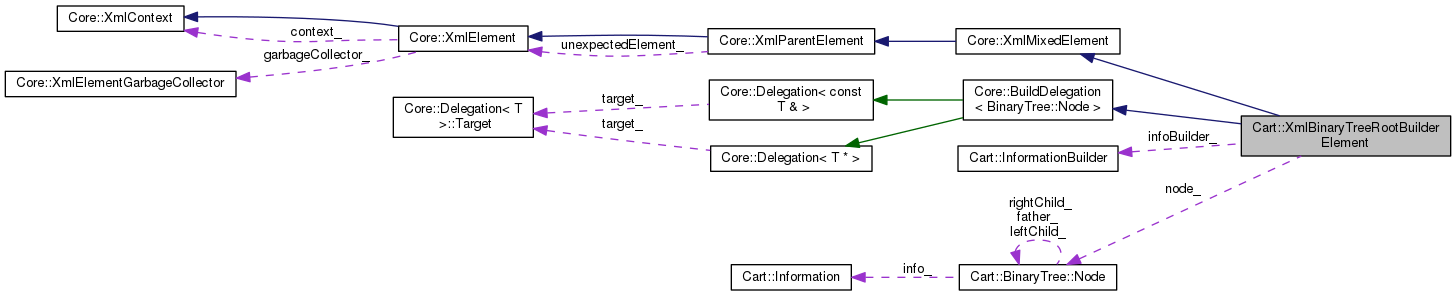 Core::XmlContext
context_
Core::XmlElement
unexpectedElement_
Core::XmlParentElement
Core::XmlMixedElement
garbageCollector_
Core::XmlElementGarbageCollector
Core::Delegation< T
>::Target
target_
target_
Core::Delegation< const
T & >
Core::Delegation< T * >
Core::BuildDelegation
< BinaryTree::Node >
Cart::XmlBinaryTreeRootBuilder
Element
infoBuilder_
Cart::InformationBuilder
node_
rightChild_
father_
leftChild_
Cart::Information
info_
Cart::BinaryTree::Node